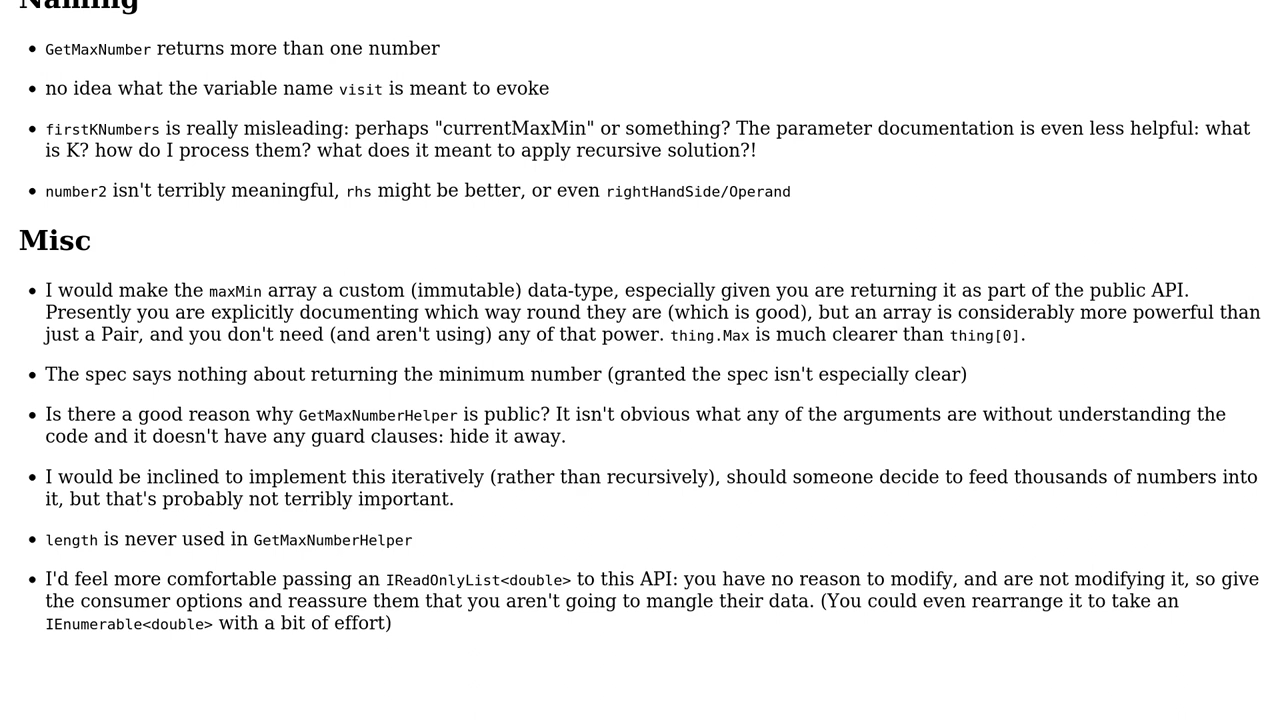 Naming
• GetMaxNumber returns more than one number
• no idea what the variable name visit is meant to evoke
• firstKNumbers is really misleading: perhaps "currentMaxMin" or something? The parameter documentation is even less helpful: what
is K? how do I process them? what does it meant to apply recursive solution?!
• number2 isn't terribly meaningful, rhs might be better, or even rightHandSide/Operand
Misc
• I would make the maxMin array a custom (immutable) data-type, especially given you are returning it as part of the public API.
Presently you are explicitly documenting which way round they are (which is good), but an array is considerably more powerful than
just a Pair, and you don't need (and aren't using) any of that power. thing.Max is much clearer than thing[0].
• The spec says nothing about returning the minimum number (granted the spec isn't especially clear)
• Is there a good reason why GetMaxNumberHelper is public? It isn't obvious what any of the arguments are without understanding the
code and it doesn't have any guard clauses: hide it away.
• I would be inclined to implement this iteratively (rather than recursively), should someone decide to feed thousands of numbers into
it, but that's probably not terribly important.
• length is never used in GetMaxNumberHelper
• I'd feel more comfortable passing an IReadOnlyList<double> to this API: you have no reason to modify, and are not modifying it, so give
the consumer options and reassure them that you aren't going to mangle their data. (You could even rearrange it to take an
IEnumerable<double> with a bit of effort)